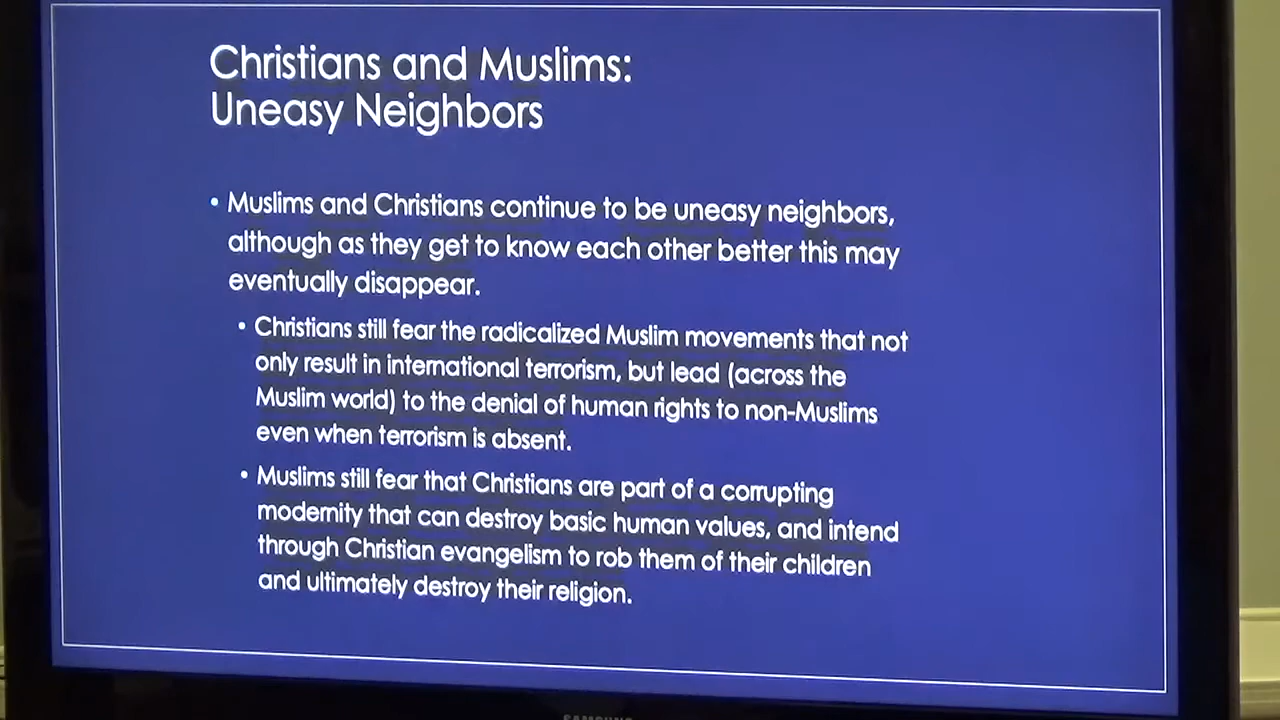 Christians and Muslims:
Uneasy Neighbors
• Muslims and Christians continue to be uneasy neighbors,
although as they get to know each other better this may
eventually disappear.
• Christians still fear the radicalized Muslim movements that not
only result in international terrorism, but lead (across the
Muslim world) to the denial of human rights to non-Muslims
even when terrorism is absent.
• Muslims still fear that Christians are part of a corrupting
modernity that can destroy basic human values, and intend
through Christian evangelism to rob them of their children
and ultimately destroy their religion.
SAMSUNG